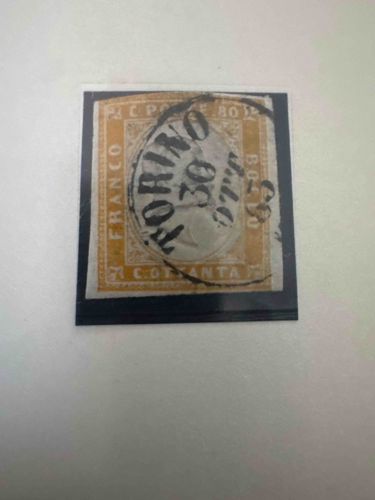 C. POSTE 80
FRANCO
BOLLO
C. OTTANTA
TORINO
30
OTT